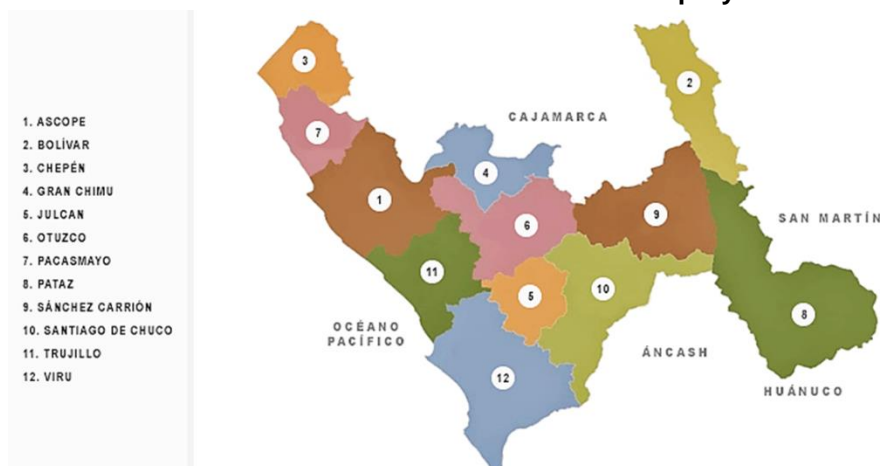 1. ASCOPE
2. BOLÍVAR
3. CHEPÉN
4. GRAN CHIMU
5. JULCAN
6. OTUZCO
7. PACASMAYO
8. PATAZ
9. SÁNCHEZ CARRIÓN
10. SANTIAGO DE CHUCO
11. TRUJILLO
12. VIRU
3
2
CAJAMARCA
7
4
1
9
6
SAN MARTÍN
11
10
5
8
OCÉANO
PACÍFICO
ÁNCASH
12
HUÁNUCO